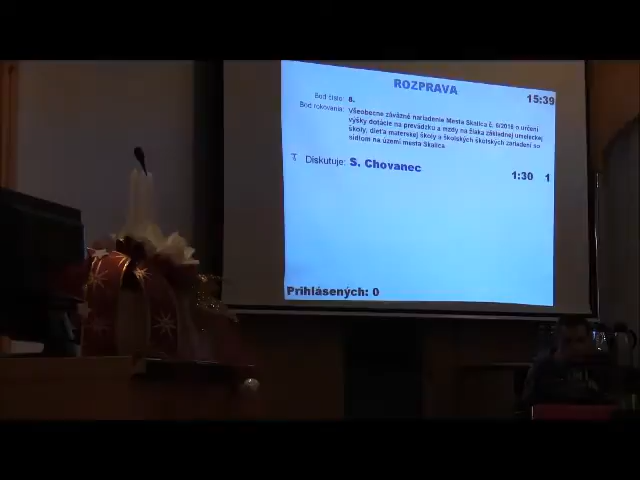 ROZPRAVA
15:39
Bod číslo: 8.
Bod rokovania: Všeobecne záväzné nariadenie Mesta Skalica č. 6/2016 o určení
výšky dotácie na prevádzku a mzdy na žiaka základnej umeleckej
školy, dieťa materskej školy a školských školských zariadení so
sídlom na území mesta Skalica
Diskutuje: S. Chovanec
1:30 1
Prihlásených: 0